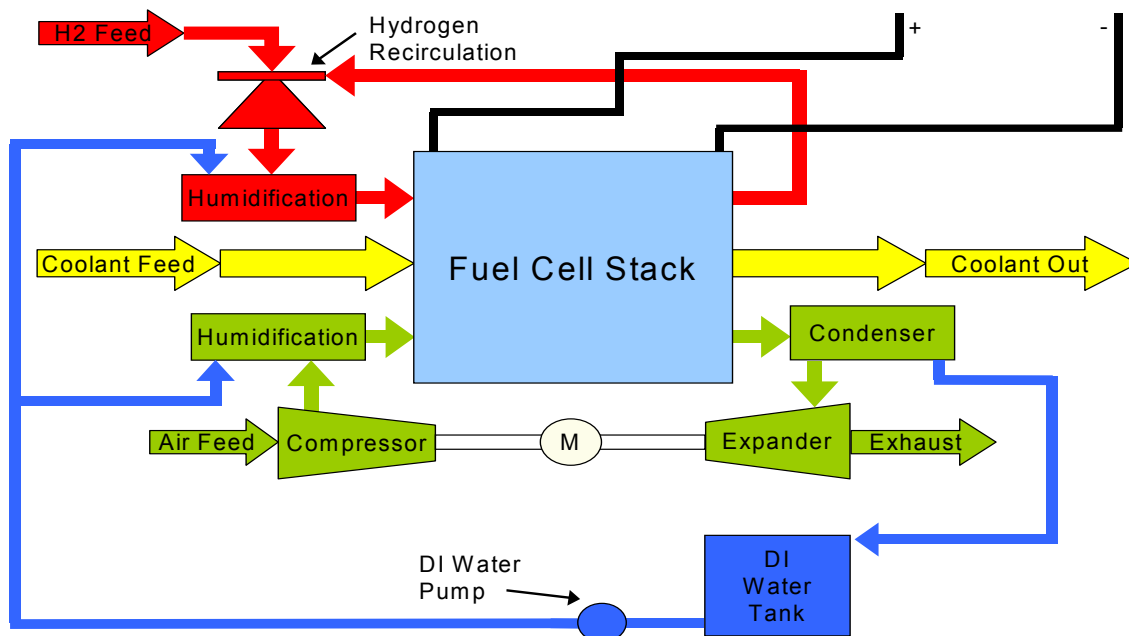 H2 Feed
Hydrogen
Recirculation
+
-
Humidification
Coolant Feed
Fuel Cell Stack
Coolant Out
Humidification
Condenser
Air Feed
Compressor
M
Expander
Exhaust
DI Water
Pump
DI
Water
Tank